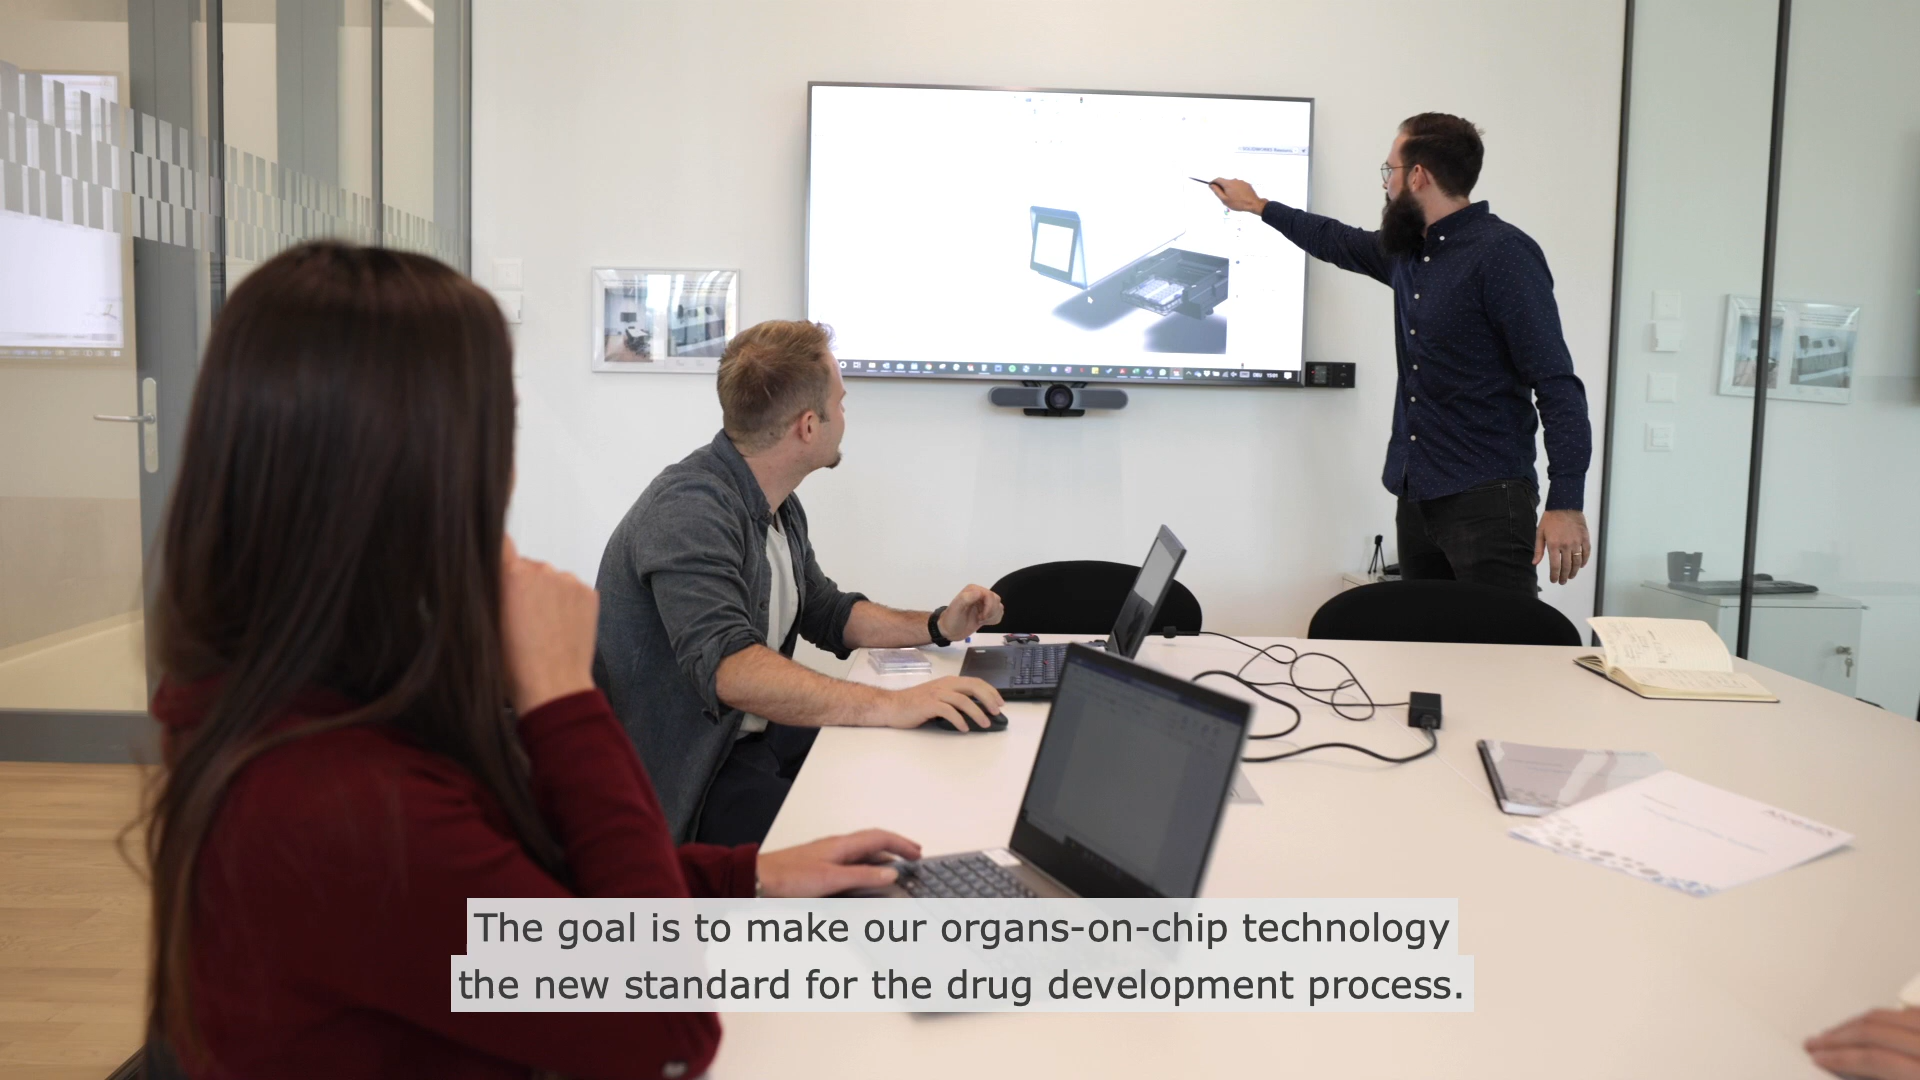 The goal is to make our organs-on-chip technology
the new standard for the drug development process.